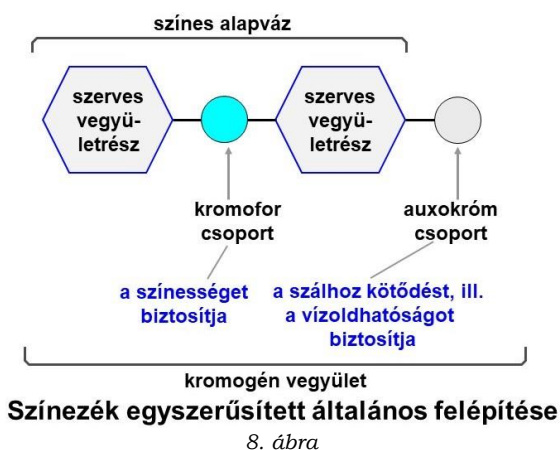 színes alapváz
szerves
vegyü-
letrész
szerves
vegyü-
letrész
kromofor
csoport
auxokróm
csoport
a színességet
biztosítja
a szálhoz kötődést, ill.
a vízoldhatóságot
biztosítja
kromogén vegyület
Színezék egyszerűsített általános felépítése
8. ábra